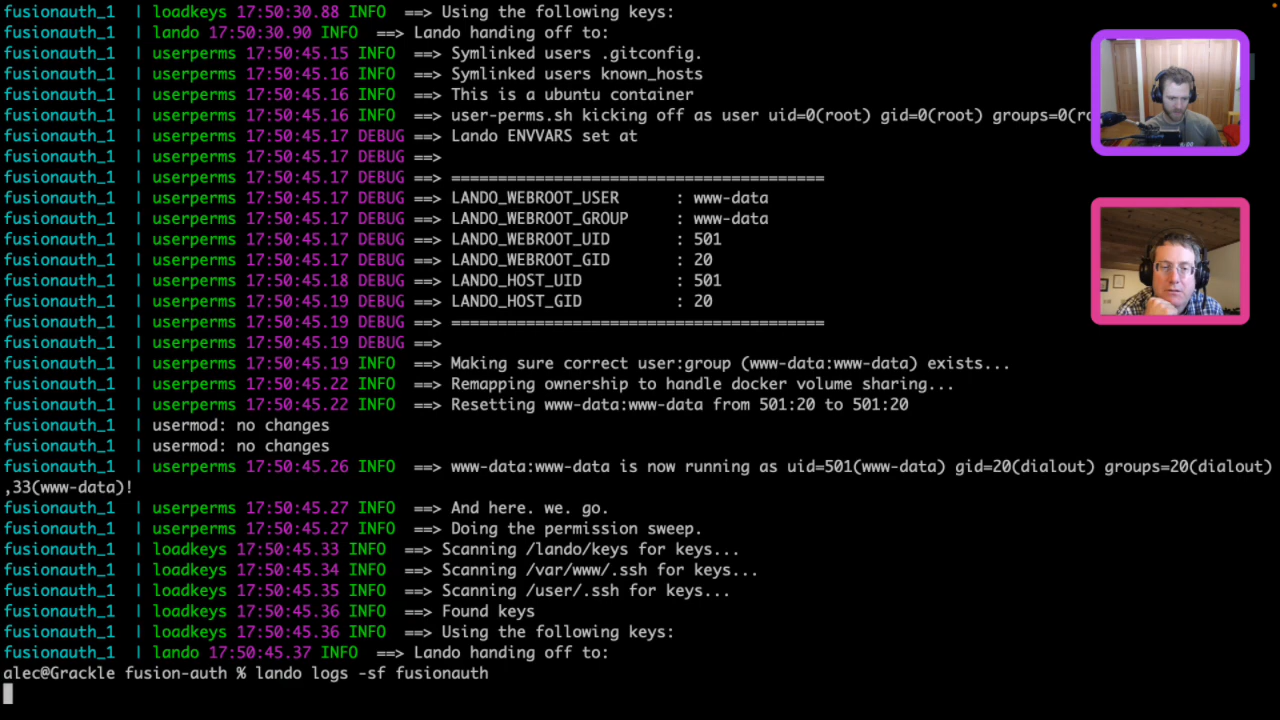 fusionauth_1 | loadkeys 17:50:30.88 INFO ==> Using the following keys:
fusionauth_1 | lando 17:50:30.90 INFO ==> Lando handing off to:
fusionauth_1 | userperms 17:50:45.15 INFO ==> Symlinked users .gitconfig.
fusionauth_1 | userperms 17:50:45.16 INFO ==> Symlinked users known_hosts
fusionauth_1 | userperms 17:50:45.16 INFO ==> This is a ubuntu container
fusionauth_1 | userperms 17:50:45.16 INFO ==> user-perms.sh kicking off as user uid=0(root) gid=0(root) groups=0(ro
fusionauth_1 | userperms 17:50:45.17 DEBUG ==> Lando ENVVARS set at
fusionauth_1 | userperms 17:50:45.17 DEBUG ==>
fusionauth_1 | userperms 17:50:45.17 DEBUG ==> ========================================
fusionauth_1 | userperms 17:50:45.17 DEBUG ==> LANDO_WEBROOT_USER : www-data
fusionauth_1 | userperms 17:50:45.17 DEBUG ==> LANDO_WEBROOT_GROUP : www-data
fusionauth_1 | userperms 17:50:45.17 DEBUG ==> LANDO_WEBROOT_UID : 501
fusionauth_1 | userperms 17:50:45.17 DEBUG ==> LANDO_WEBROOT_GID : 20
fusionauth_1 | userperms 17:50:45.18 DEBUG ==> LANDO_HOST_UID : 501
fusionauth_1 | userperms 17:50:45.19 DEBUG ==> LANDO_HOST_GID : 20
fusionauth_1 | userperms 17:50:45.19 DEBUG ==> ========================================
fusionauth_1 | userperms 17:50:45.19 DEBUG ==>
fusionauth_1 | userperms 17:50:45.19 INFO ==> Making sure correct user:group (www-data:www-data) exists...
fusionauth_1 | userperms 17:50:45.22 INFO ==> Remapping ownership to handle docker volume sharing...
fusionauth_1 | userperms 17:50:45.22 INFO ==> Resetting www-data:www-data from 501:20 to 501:20
fusionauth_1 | usermod: no changes
fusionauth_1 | usermod: no changes
fusionauth_1 | userperms 17:50:45.26 INFO ==> www-data:www-data is now running as uid=501(www-data) gid=20(dialout) groups=20(dialout)
,33(www-data)!
fusionauth_1 | userperms 17:50:45.27 INFO ==> And here. we. go.
fusionauth_1 | userperms 17:50:45.27 INFO ==> Doing the permission sweep.
fusionauth_1 | loadkeys 17:50:45.33 INFO ==> Scanning /lando/keys for keys...
fusionauth_1 | loadkeys 17:50:45.34 INFO ==> Scanning /var/www/.ssh for keys...
fusionauth_1 | loadkeys 17:50:45.35 INFO ==> Scanning /user/.ssh for keys...
fusionauth_1 | loadkeys 17:50:45.36 INFO ==> Found keys
fusionauth_1 | loadkeys 17:50:45.36 INFO ==> Using the following keys:
fusionauth_1 | lando 17:50:45.37 INFO ==> Lando handing off to:
alec@Grackle fusion-auth % lando logs -sf fusionauth